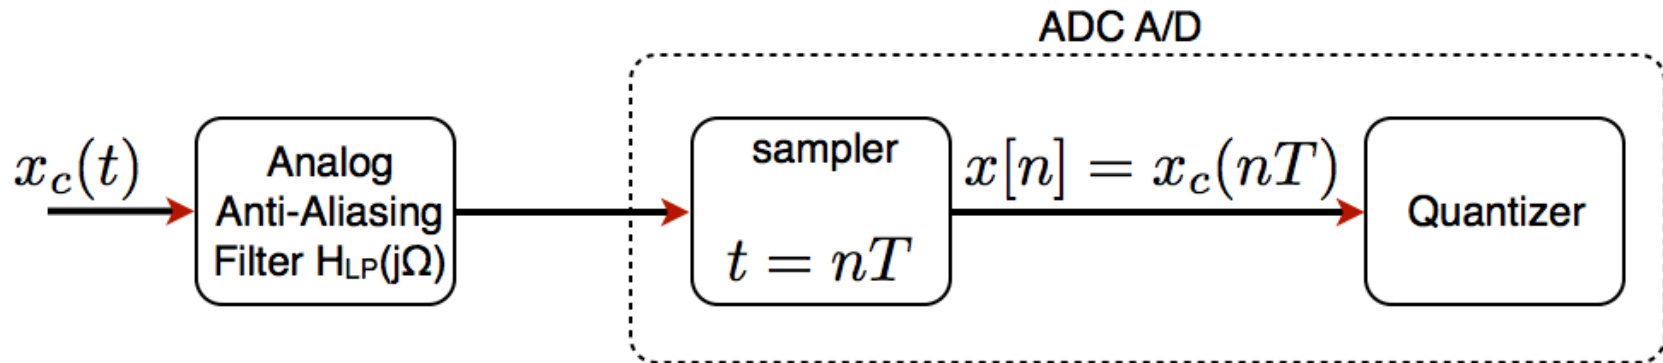 ADC A/D
x_c(t)
Analog
Anti-Aliasing
Filter H_LP(jΩ)
sampler
t = nT
x[n] = x_c(nT)
Quantizer